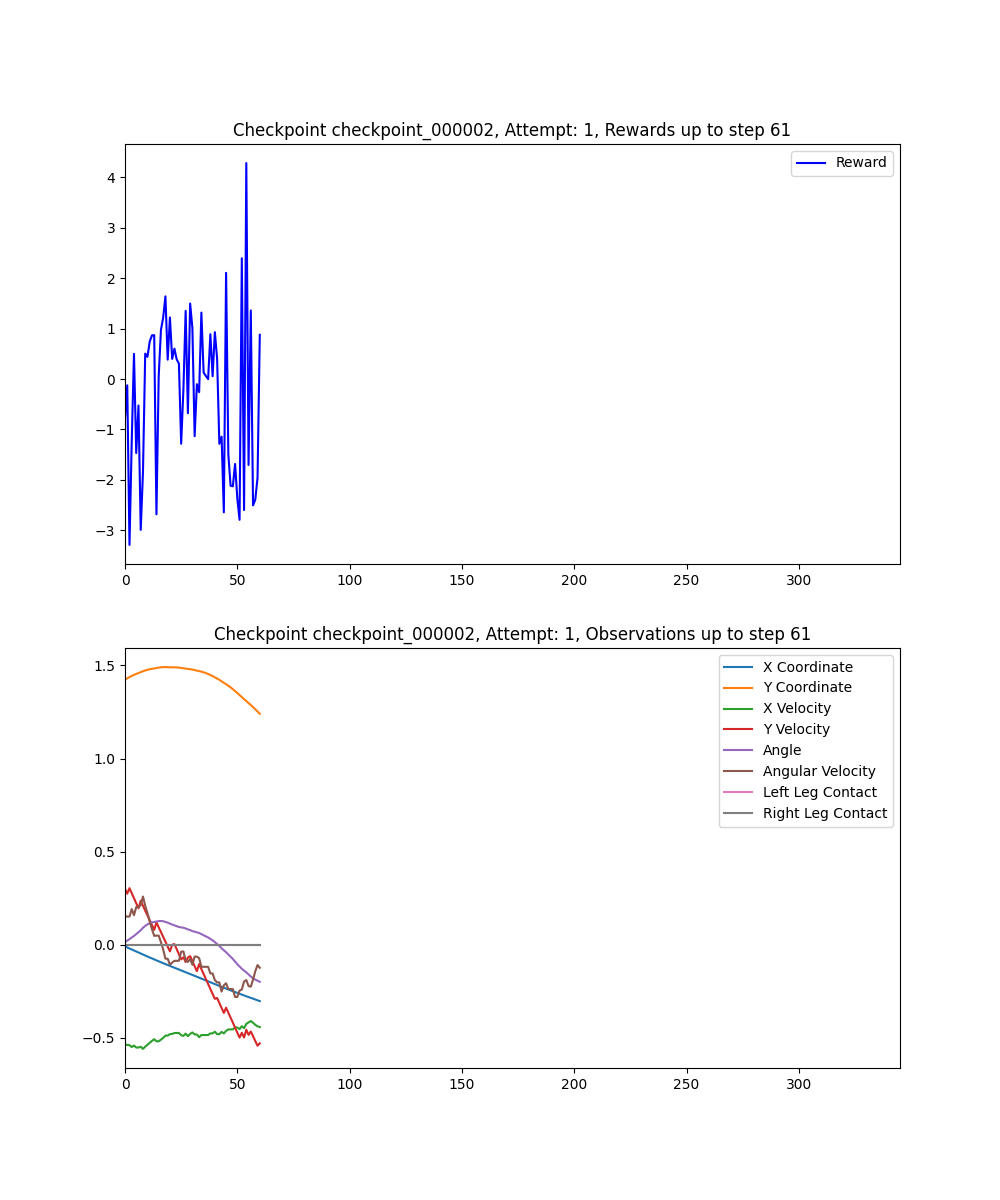 Checkpoint checkpoint_000002, Attempt: 1, Rewards up to step 61
Reward
4
3
2
1
0
−1
−2
−3
0 50 100 150 200 250 300
Checkpoint checkpoint_000002, Attempt: 1, Observations up to step 61
X Coordinate
Y Coordinate
X Velocity
Y Velocity
Angle
Angular Velocity
Left Leg Contact
Right Leg Contact
1.5
1.0
0.5
0.0
−0.5
0 50 100 150 200 250 300